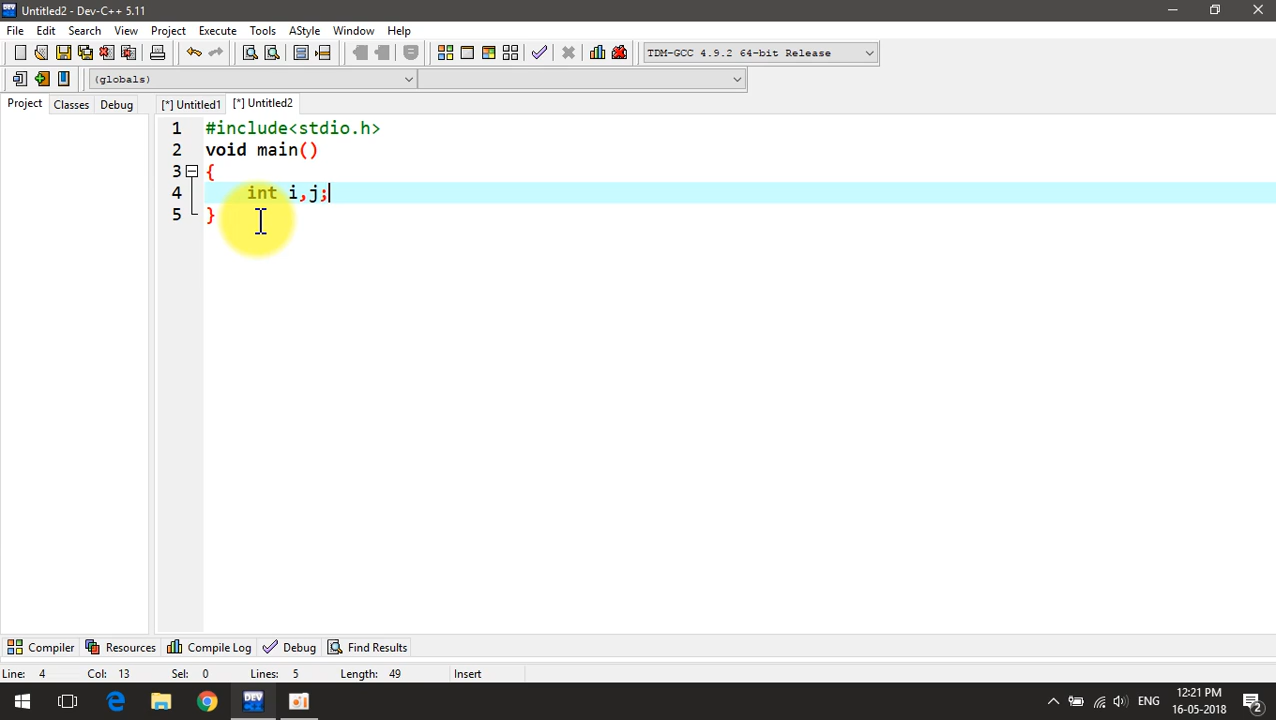 Untitled2 - Dev-C++ 5.11
File Edit Search View Project Execute Tools AStyle Window Help
TDM-GCC 4.9.2 64-bit Release
(globals)
Project Classes Debug [*] Untitled1 [*] Untitled2
1 #include<stdio.h>
2 void main()
3 {
4 int i,j;
5 }
Compiler Resources Compile Log Debug Find Results
Line: 4 Col: 13 Sel: 0 Lines: 5 Length: 49 Insert
DEV ENG 12:21 PM
16-05-2018 2